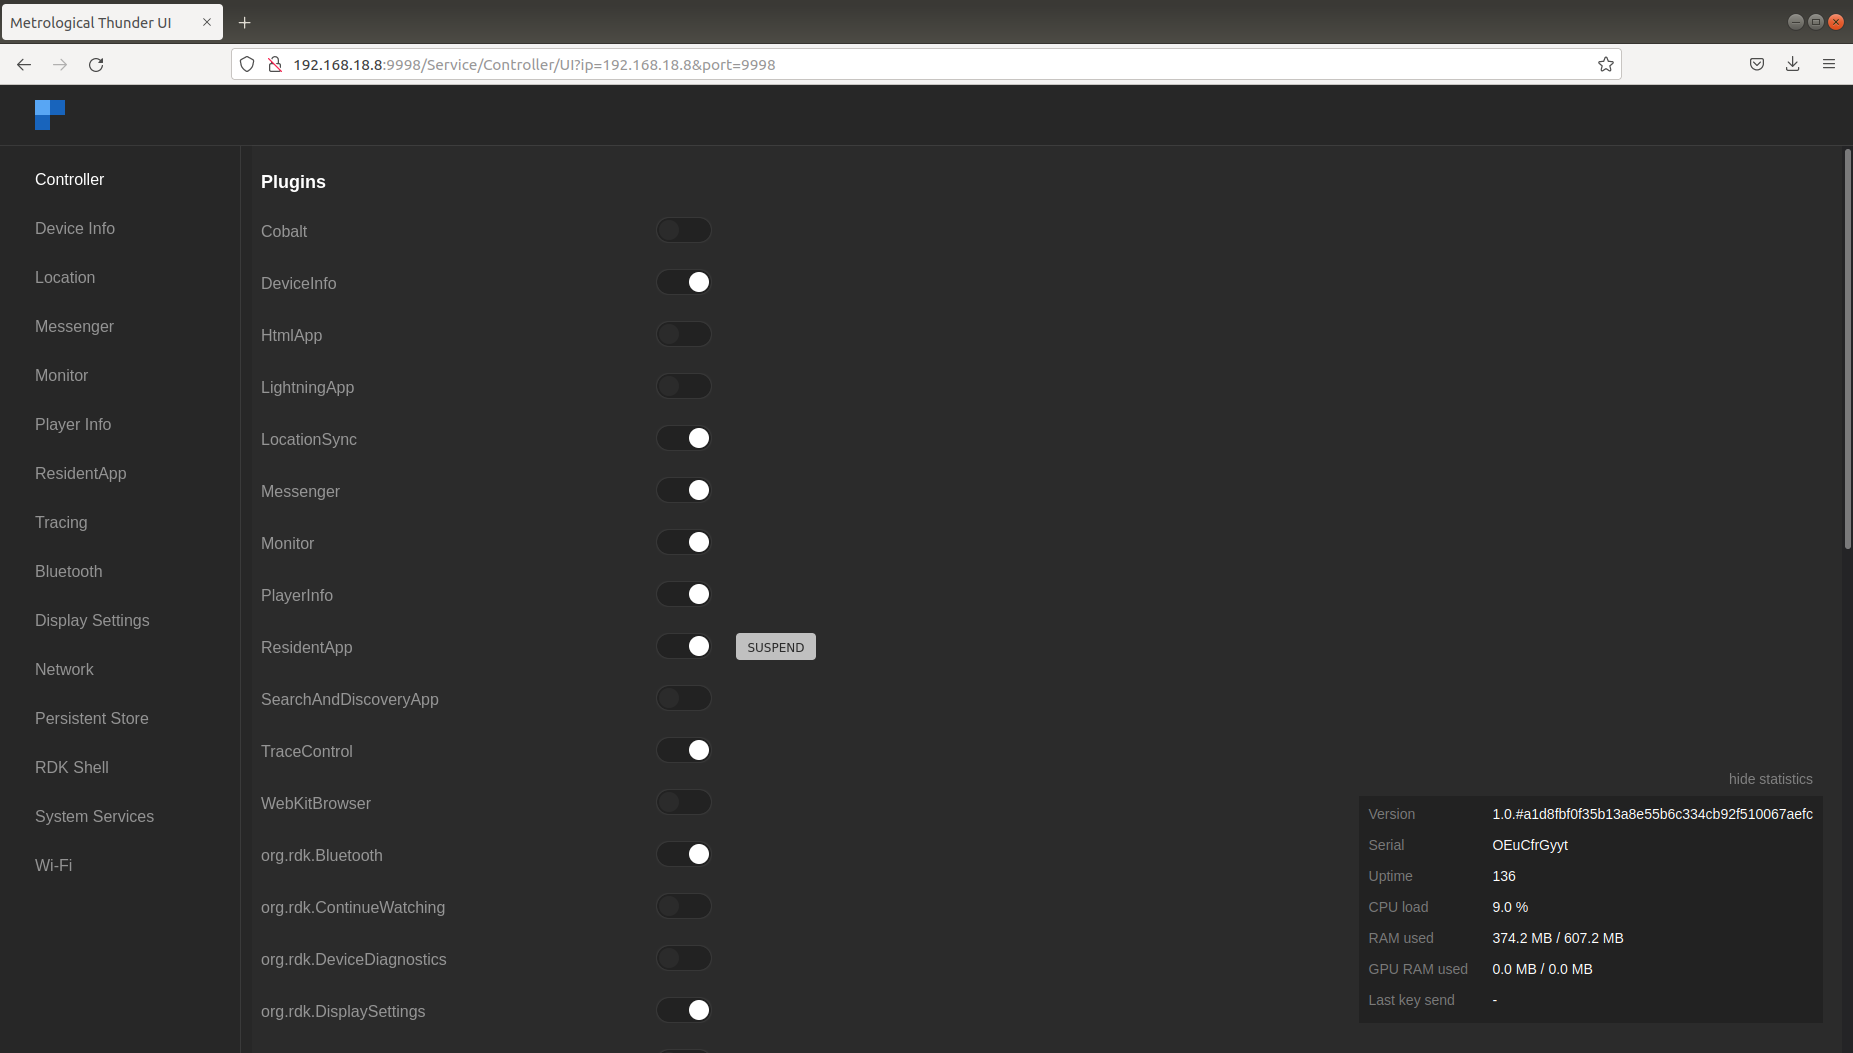 Metrological Thunder UI
192.168.18.8:9998/Service/Controller/UI?ip=192.168.18.8&port=9998
Controller
Device Info
Location
Messenger
Monitor
Player Info
ResidentApp
Tracing
Bluetooth
Display Settings
Network
Persistent Store
RDK Shell
System Services
Wi-Fi
Plugins
Cobalt
DeviceInfo
HtmlApp
LightningApp
LocationSync
Messenger
Monitor
PlayerInfo
ResidentApp SUSPEND
SearchAndDiscoveryApp
TraceControl
WebKitBrowser
org.rdk.Bluetooth
org.rdk.ContinueWatching
org.rdk.DeviceDiagnostics
org.rdk.DisplaySettings
hide statistics
Version 1.0.#a1d8fbf0f35b13a8e55b6c334cb92f510067aefc
Serial OEuCfrGyyt
Uptime 136
CPU load 9.0 %
RAM used 374.2 MB / 607.2 MB
GPU RAM used 0.0 MB / 0.0 MB
Last key send -